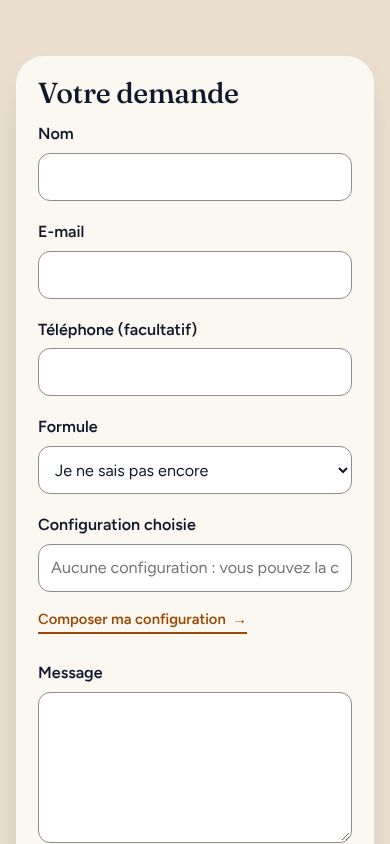 Votre demande
Nom
E-mail
Téléphone (facultatif)
Formule
Je ne sais pas encore
Configuration choisie
Aucune configuration : vous pouvez la c
Composer ma configuration →
Message